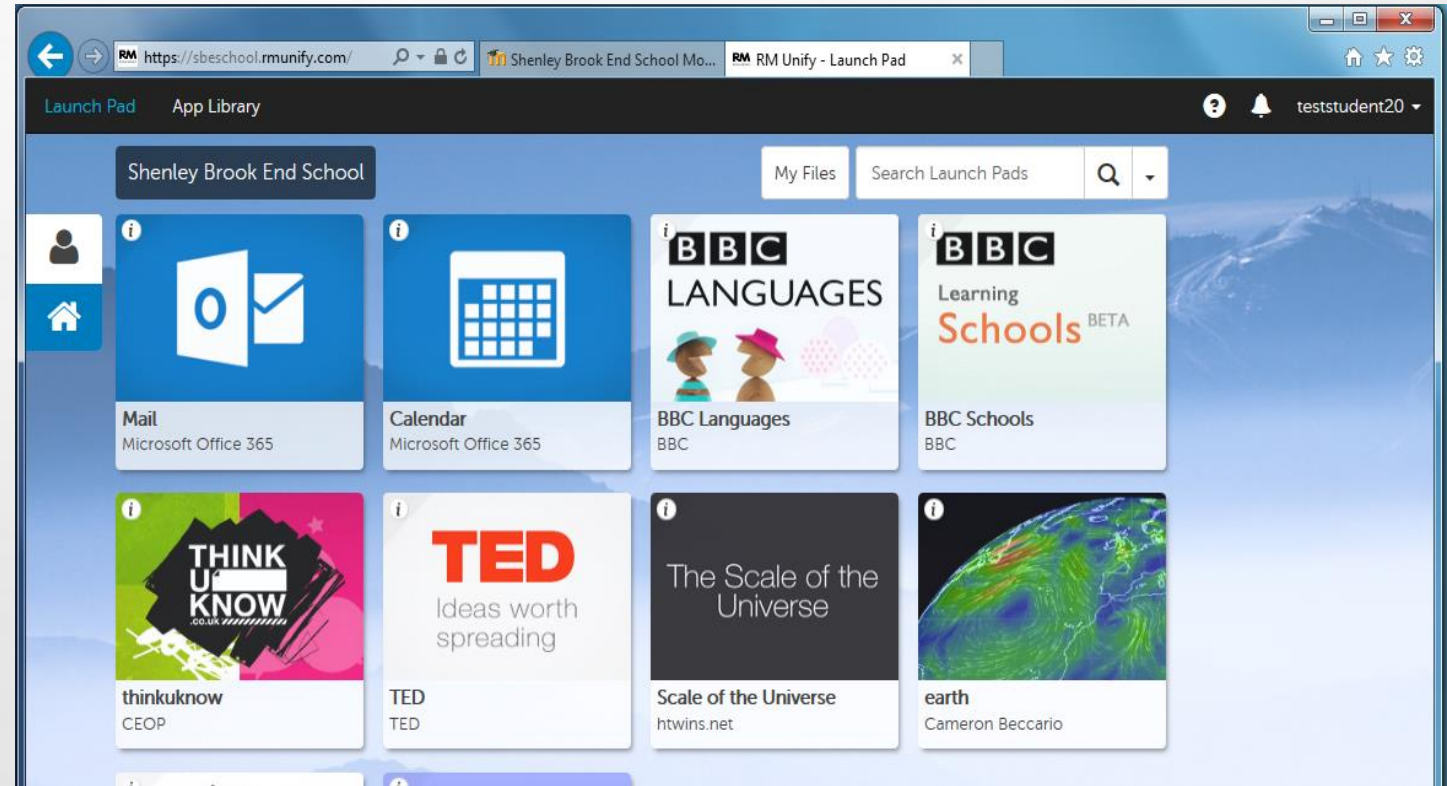 https://sbeschool.rmunify.com/
Shenley Brook End School Mo...
RM RM Unify - Launch Pad
Launch Pad
App Library
teststudent20
Shenley Brook End School
My Files
Search Launch Pads
Mail
Microsoft Office 365
Calendar
Microsoft Office 365
BBC
LANGUAGES
BBC Languages
BBC
BBC
Learning
Schools BETA
BBC Schools
BBC
THINK
U
KNOW
.co.uk
thinkuknow
CEOP
TED
Ideas worth
spreading
TED
TED
The Scale of the
Universe
Scale of the Universe
htwins.net
earth
Cameron Beccario